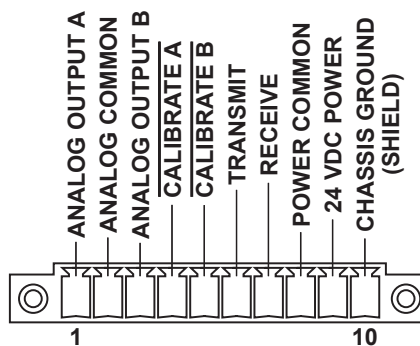 ANALOG OUTPUT A
ANALOG COMMON
ANALOG OUTPUT B
CALIBRATE A
CALIBRATE B
TRANSMIT
RECEIVE
POWER COMMON
24 VDC POWER
CHASSIS GROUND
(SHIELD)
1
10